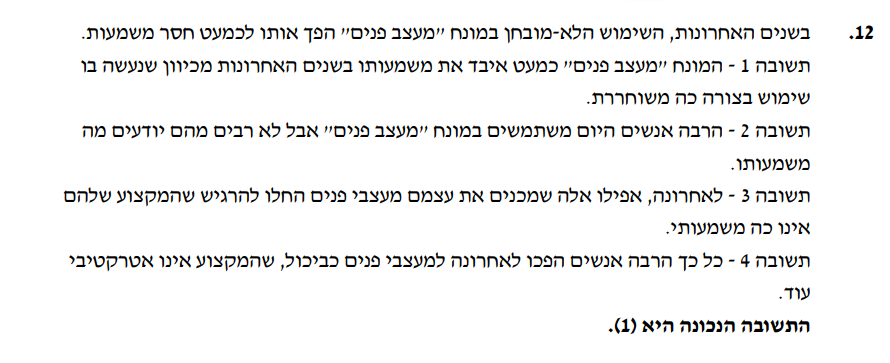 12. בשנים האחרונות, השימוש הלא-מובחן במונח "מעצב פנים" הפך אותו לכמעט חסר משמעות.
תשובה 1 - המונח "מעצב פנים" כמעט איבד את משמעותו בשנים האחרונות מכיוון שנעשה בו
שימוש בצורה כה משוחררת.
תשובה 2 - הרבה אנשים היום משתמשים במונח "מעצב פנים" אבל לא רבים מהם יודעים מה
משמעותו.
תשובה 3 - לאחרונה, אפילו אלה שמכנים את עצמם מעצבי פנים החלו להרגיש שהמקצוע שלהם
אינו כה משמעותי.
תשובה 4 - כל כך הרבה אנשים הפכו לאחרונה למעצבי פנים כביכול, שהמקצוע אינו אטרקטיבי
עוד.
התשובה הנכונה היא (1).